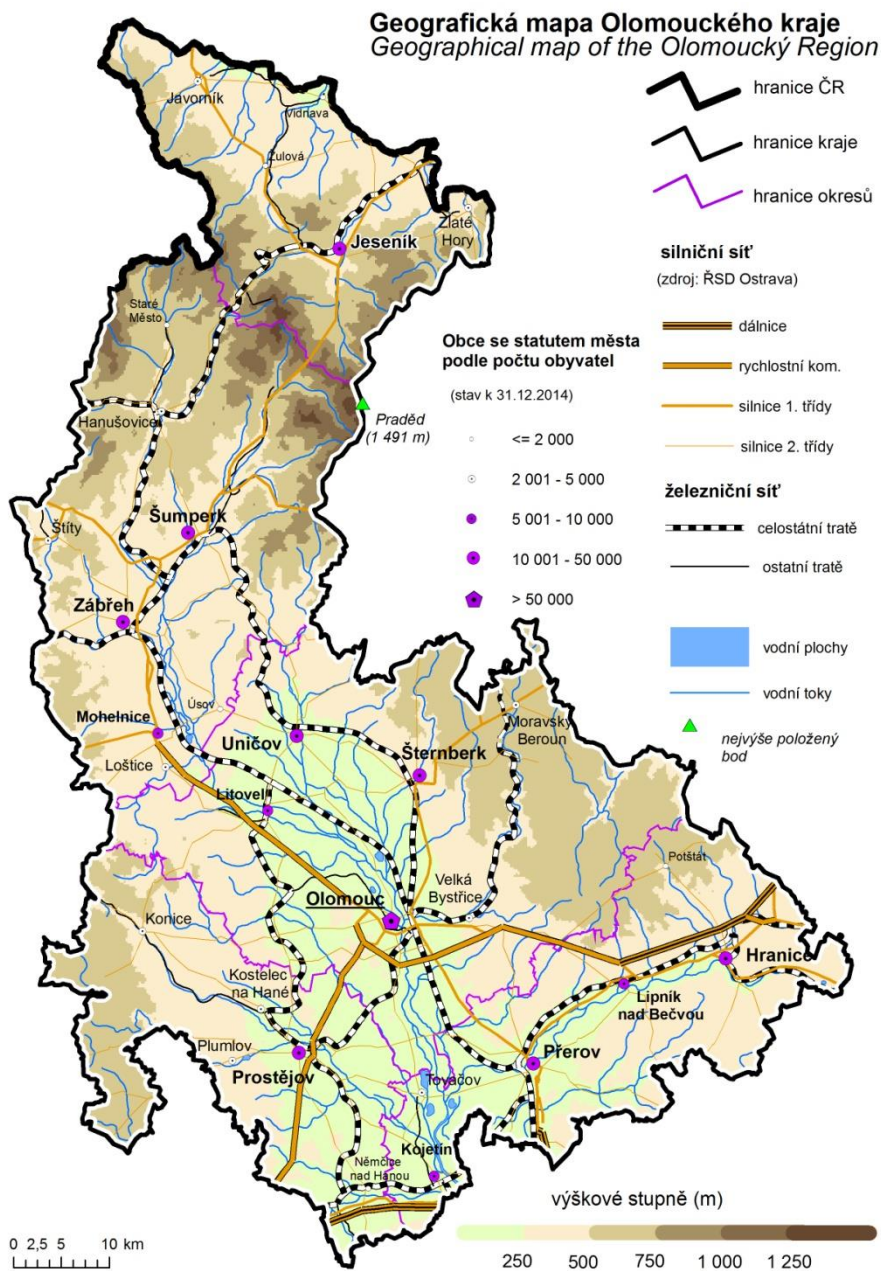 Geografická mapa Olomouckého kraje
Geographical map of the Olomoucký Region
hranice ČR
hranice kraje
hranice okresů
silniční síť
(zdroj: ŘSD Ostrava)
dálnice
rychlostní kom.
silnice 1. třídy
silnice 2. třídy
železniční síť
celostátní tratě
ostatní tratě
vodní plochy
vodní toky
nejvýše položený
bod
Obce se statutem města
podle počtu obyvatel
(stav k 31.12.2014)
<= 2 000
2 001 - 5 000
5 001 - 10 000
10 001 - 50 000
> 50 000
Javorník
Vidnava
Žulová
Zlaté
Hory
Jeseník
Staré
Město
Praděd
(1 491 m)
Hanušovice
Šumperk
Štíty
Zábřeh
Úsov
Mohelnice
Moravský
Beroun
Uničov
Šternberk
Loštice
Litovel
Potštát
Velká
Bystřice
Olomouc
Konice
Hranice
Kostelec
na Hané
Lipník
nad Bečvou
Plumlov
Prostějov
Přerov
Tovačov
Kojetín
Němčice
nad Hanou
výškové stupně (m)
250 500 750 1 000 1 250
0 2,5 5 10 km